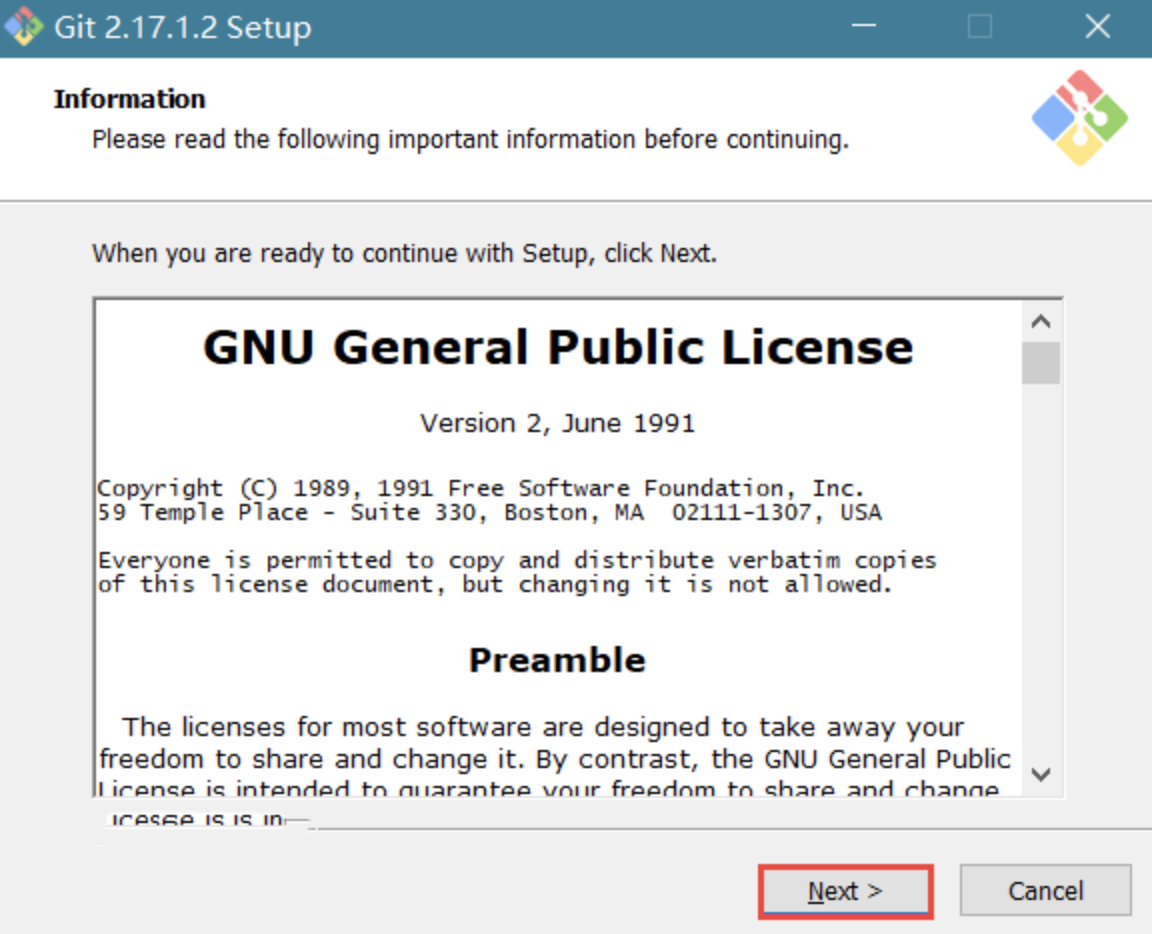 Git 2.17.1.2 Setup
Information
Please read the following important information before continuing.
When you are ready to continue with Setup, click Next.
GNU General Public License
Version 2, June 1991
Copyright (C) 1989, 1991 Free Software Foundation, Inc.
59 Temple Place - Suite 330, Boston, MA  02111-1307, USA
Everyone is permitted to copy and distribute verbatim copies
of this license document, but changing it is not allowed.
Preamble
The licenses for most software are designed to take away your
freedom to share and change it. By contrast, the GNU General Public
License is intended to guarantee your freedom to share and change
Next >
Cancel